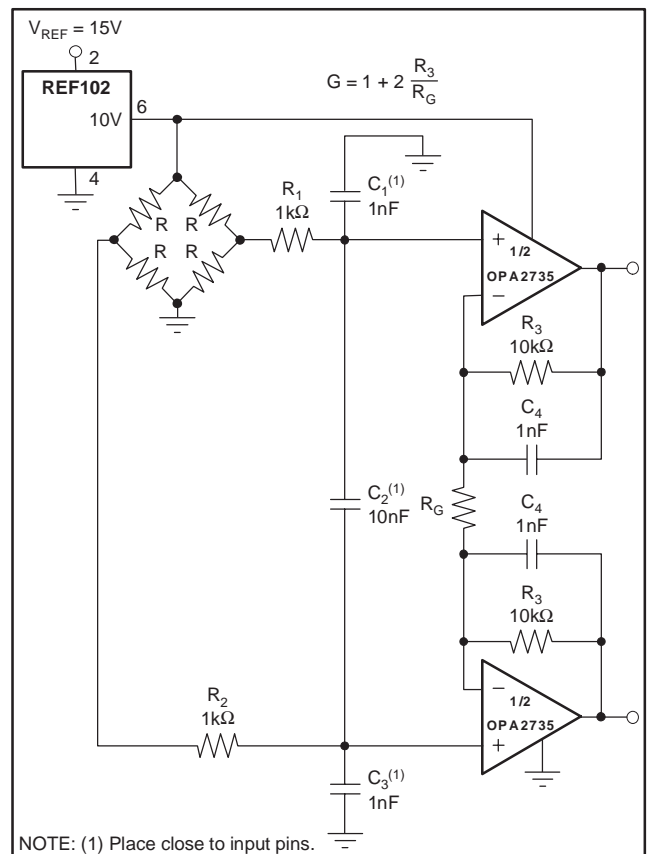 V_REF = 15V
2
REF102
6
10V
4
G = 1 + 2 R₃/R_G
R R
R R
R₁
1kΩ
C₁⁽¹⁾
1nF
+
1/2
OPA2735
−
R₃
10kΩ
C₄
1nF
R_G
C₂⁽¹⁾
10nF
C₄
1nF
R₃
10kΩ
R₂
1kΩ
−
1/2
OPA2735
+
C₃⁽¹⁾
1nF
NOTE: (1) Place close to input pins.